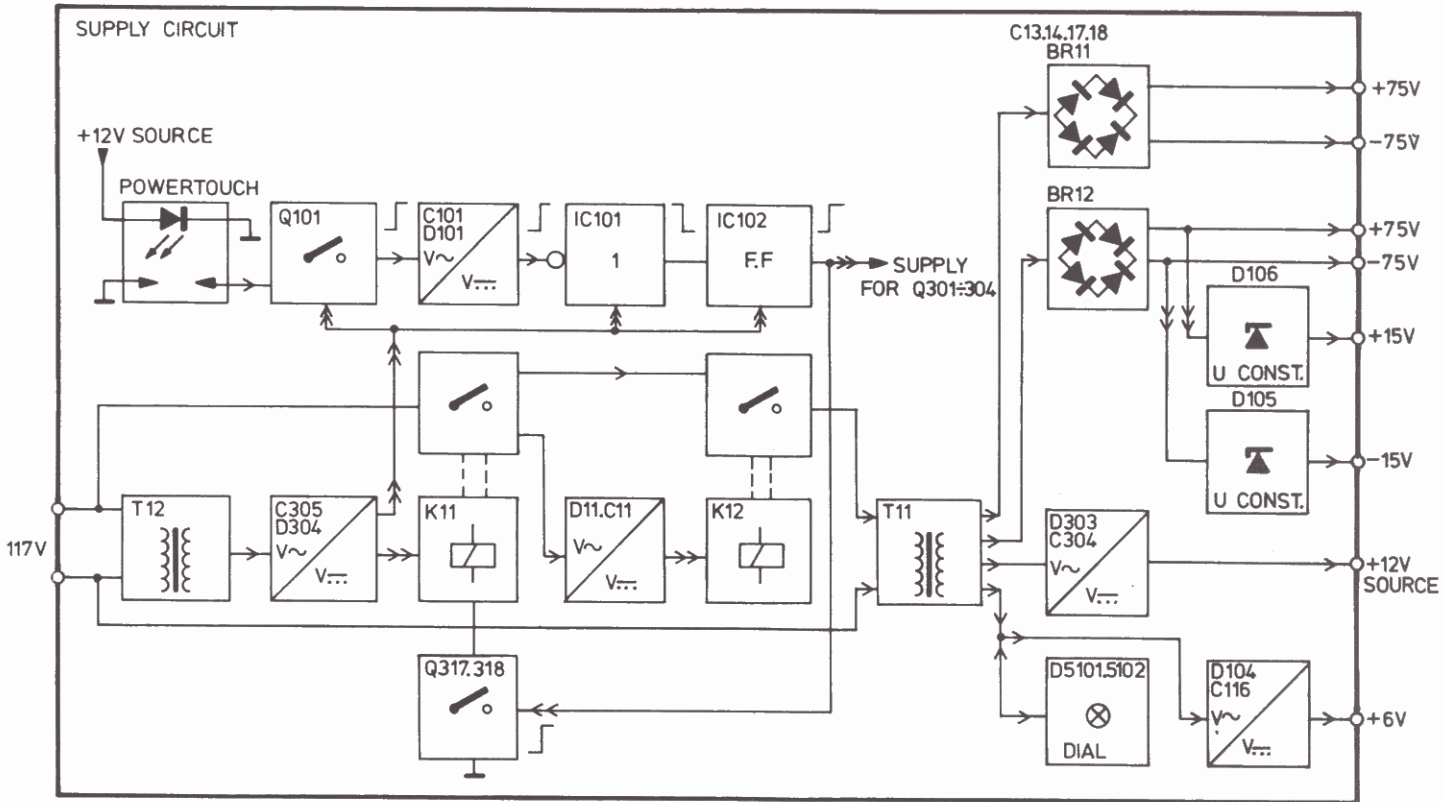 SUPPLY CIRCUIT
C13.14.17.18
BR11
+75V
-75V
+12V SOURCE
POWERTOUCH
Q101
C101
D101
V~
V⎓
IC101
1
IC102
F.F
SUPPLY
FOR Q301÷304
BR12
+75V
-75V
D106
U CONST.
+15V
D105
U CONST.
-15V
117V
T12
C305
D304
V~
V⎓
K11
D11.C11
V~
V⎓
K12
T11
D303
C304
V~
V⎓
+12V
SOURCE
Q317.318
D5101.5102
DIAL
D104
C116
V~
V⎓
+6V